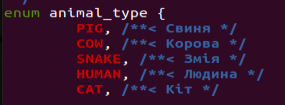 enum animal_type {
PIG, /**< Свиня */
COW, /**< Корова */
SNAKE, /**< Змія */
HUMAN, /**< Людина */
CAT, /**< Кіт */